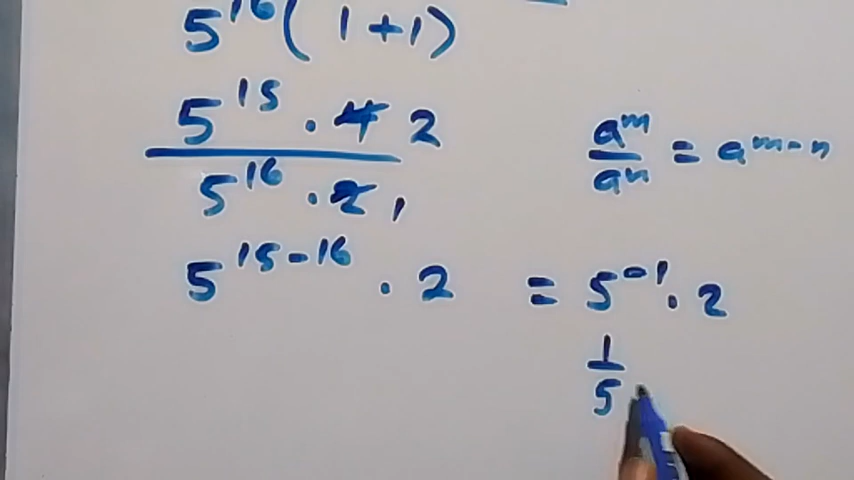 5^16 ( 1 + 1 )
5^15 · 4 2
5^16 · 2 1
a^m / a^n = a^m-n
5^15-16 · 2 = 5^-1 · 2
1/5